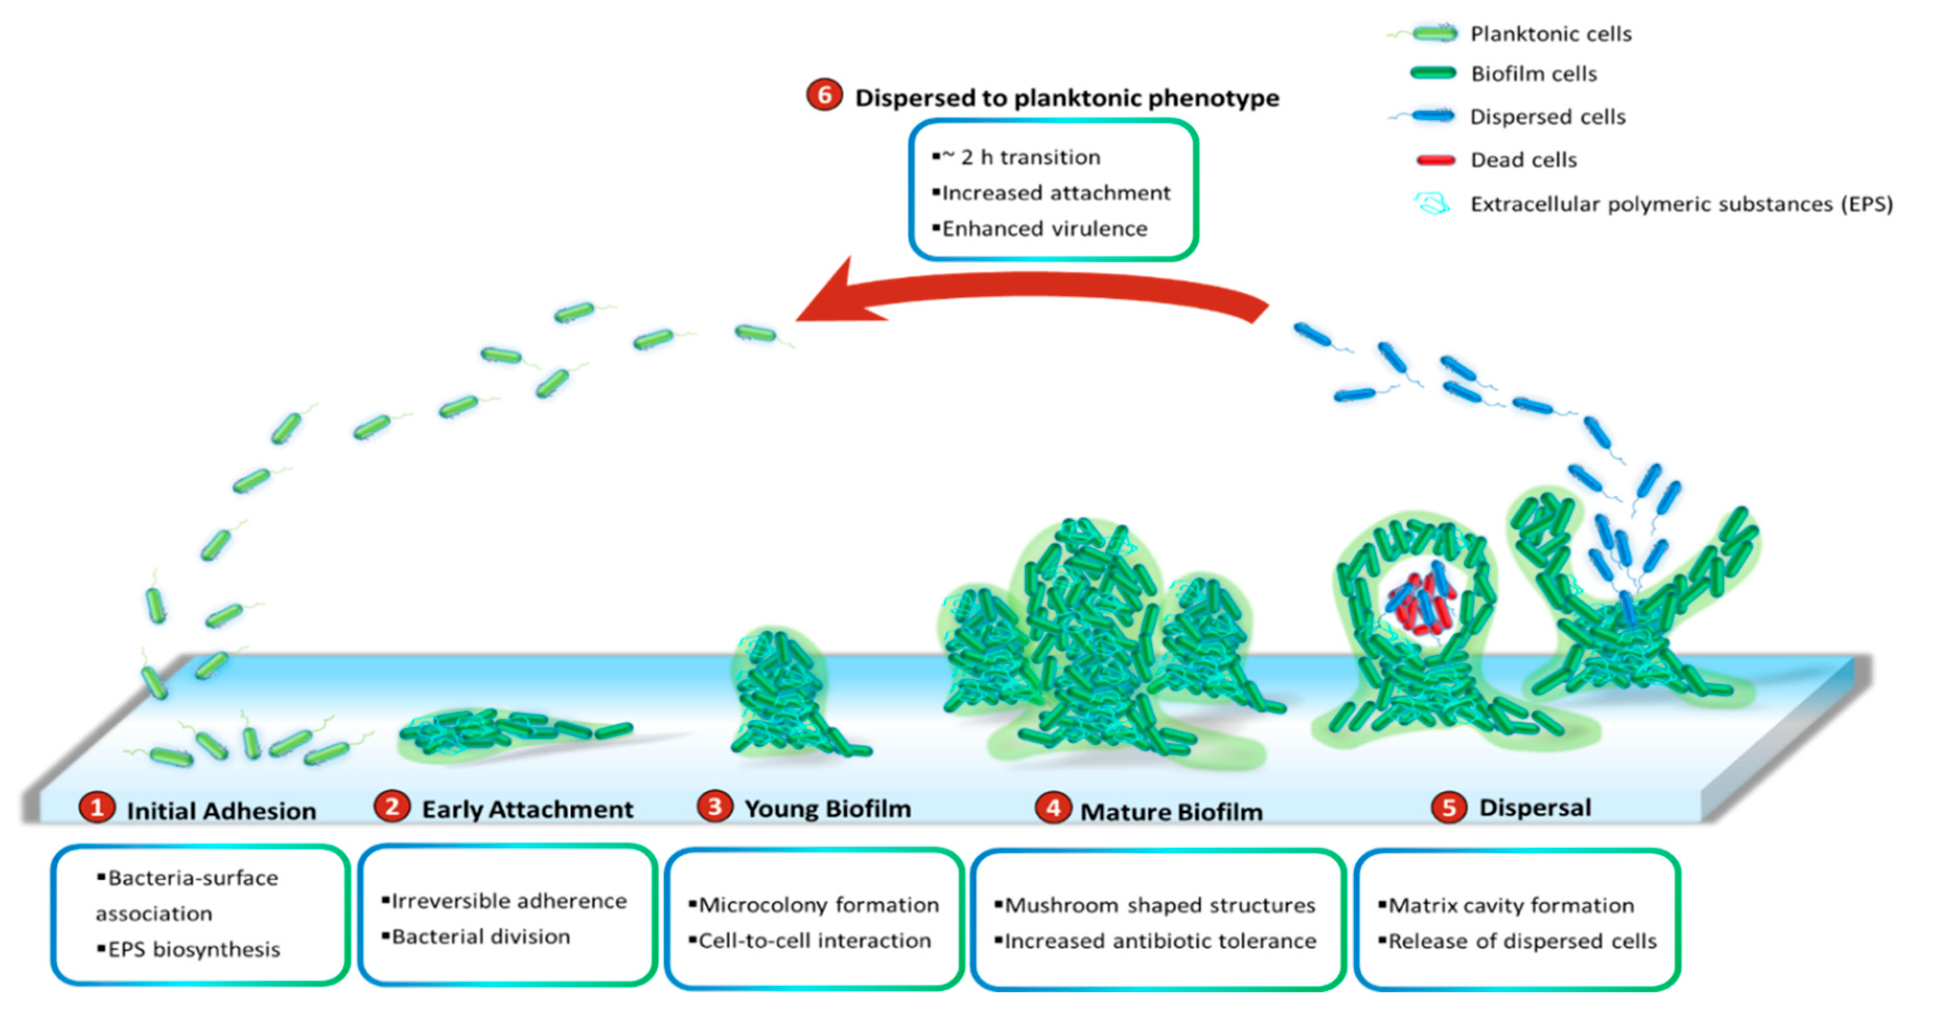 Planktonic cells
Biofilm cells
Dispersed cells
Dead cells
Extracellular polymeric substances (EPS)
6 Dispersed to planktonic phenotype
▪~ 2 h transition
▪Increased attachment
▪Enhanced virulence
1 Initial Adhesion
▪Bacteria-surface
association
▪EPS biosynthesis
2 Early Attachment
▪Irreversible adherence
▪Bacterial division
3 Young Biofilm
▪Microcolony formation
▪Cell-to-cell interaction
4 Mature Biofilm
▪Mushroom shaped structures
▪Increased antibiotic tolerance
5 Dispersal
▪Matrix cavity formation
▪Release of dispersed cells